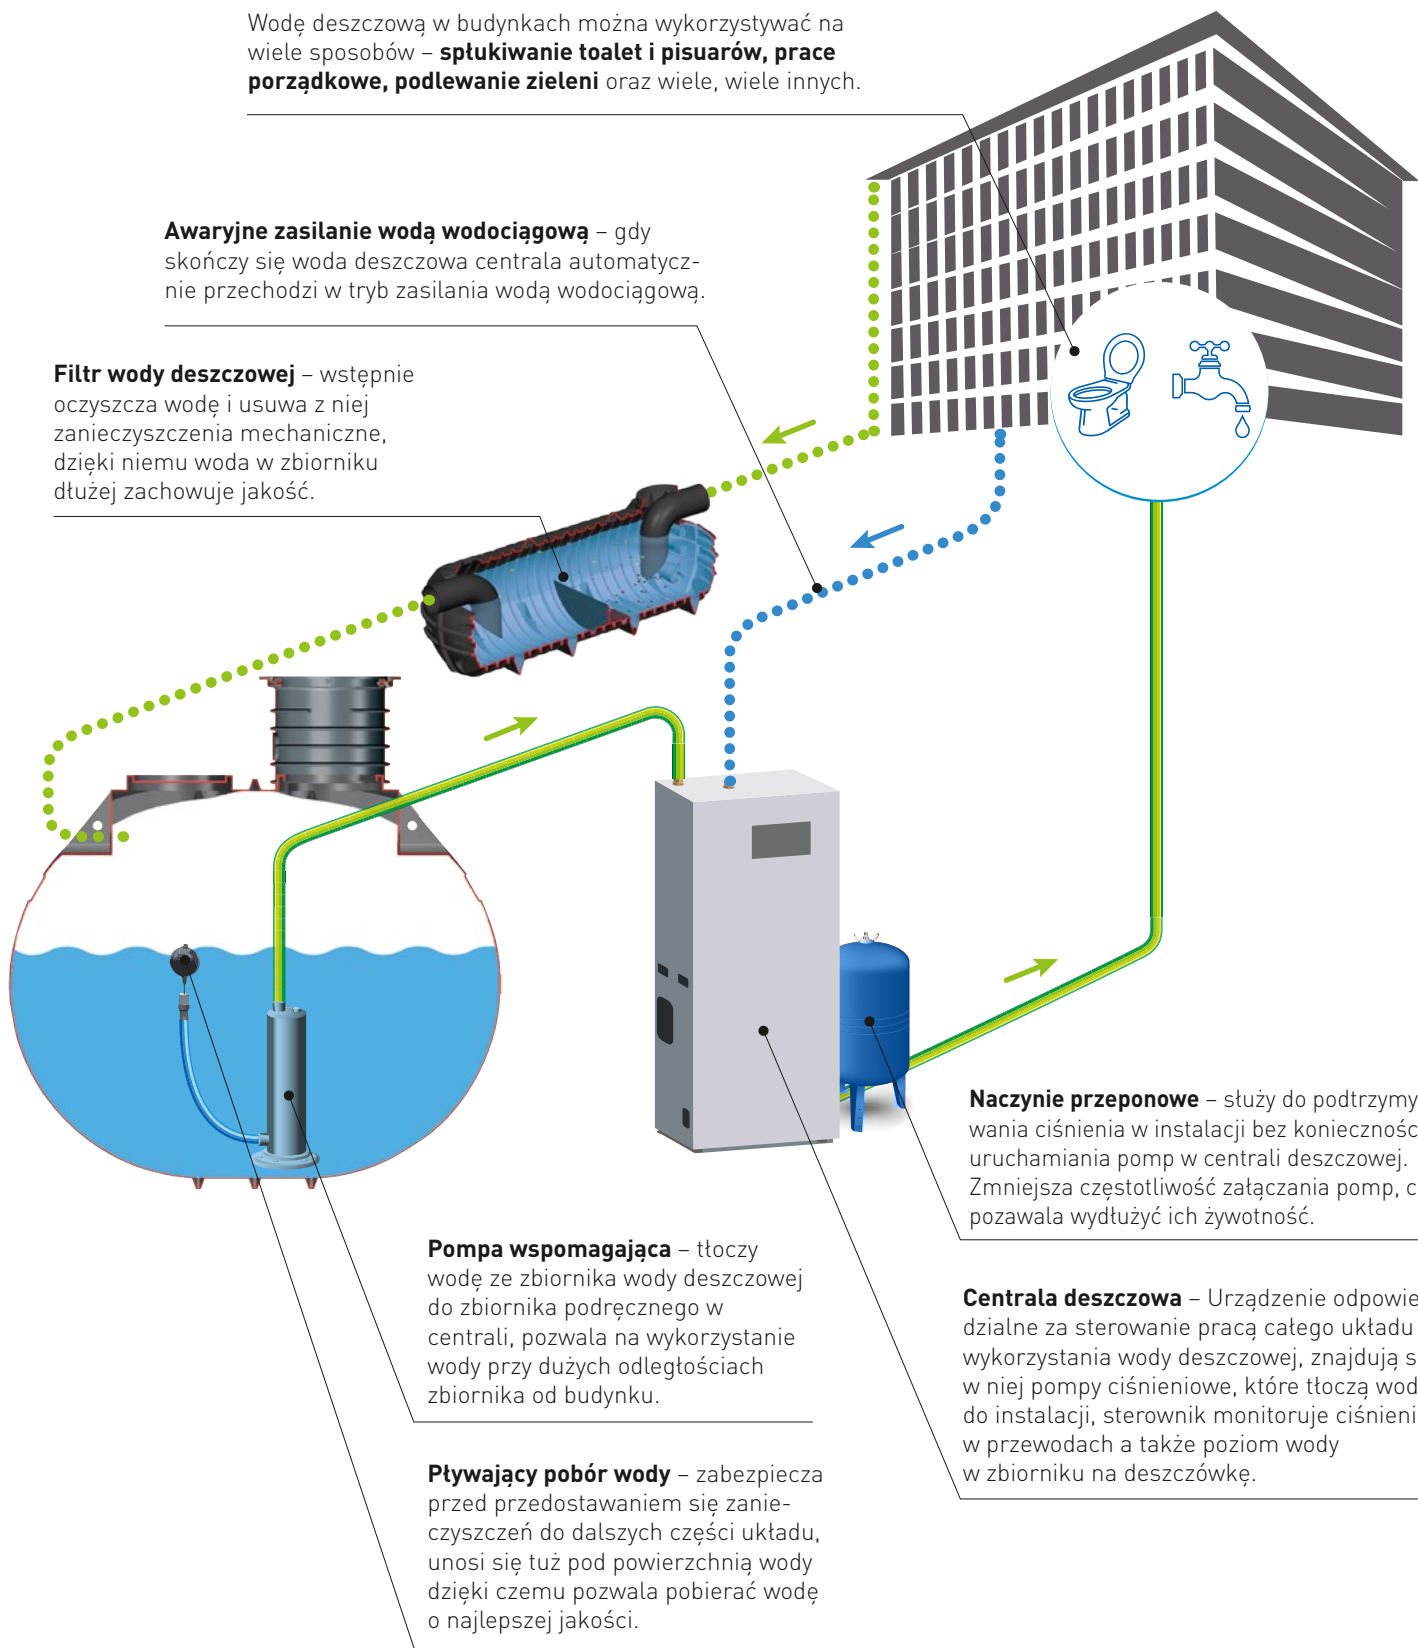 Wodę deszczową w budynkach można wykorzystywać na
wiele sposobów – spłukiwanie toalet i pisuarów, prace
porządkowe, podlewanie zieleni oraz wiele, wiele innych.
Awaryjne zasilanie wodą wodociągową – gdy
skończy się woda deszczowa centrala automatycz-
nie przechodzi w tryb zasilania wodą wodociągową.
Filtr wody deszczowej – wstępnie
oczyszcza wodę i usuwa z niej
zanieczyszczenia mechaniczne,
dzięki niemu woda w zbiorniku
dłużej zachowuje jakość.
Naczynie przeponowe – służy do podtrzymy
wania ciśnienia w instalacji bez koniecznośc
uruchamiania pomp w centrali deszczowej.
Zmniejsza częstotliwość załączania pomp, c
pozawala wydłużyć ich żywotność.
Pompa wspomagająca – tłoczy
wodę ze zbiornika wody deszczowej
do zbiornika podręcznego w
centrali, pozwala na wykorzystanie
wody przy dużych odległościach
zbiornika od budynku.
Centrala deszczowa – Urządzenie odpowie
dzialne za sterowanie pracą całego układu
wykorzystania wody deszczowej, znajdują s
w niej pompy ciśnieniowe, które tłoczą wod
do instalacji, sterownik monitoruje ciśnieni
w przewodach a także poziom wody
w zbiorniku na deszczówkę.
Pływający pobór wody – zabezpiecza
przed przedostawaniem się zanie-
czyszczeń do dalszych części układu,
unosi się tuż pod powierzchnią wody
dzięki czemu pozwala pobierać wodę
o najlepszej jakości.